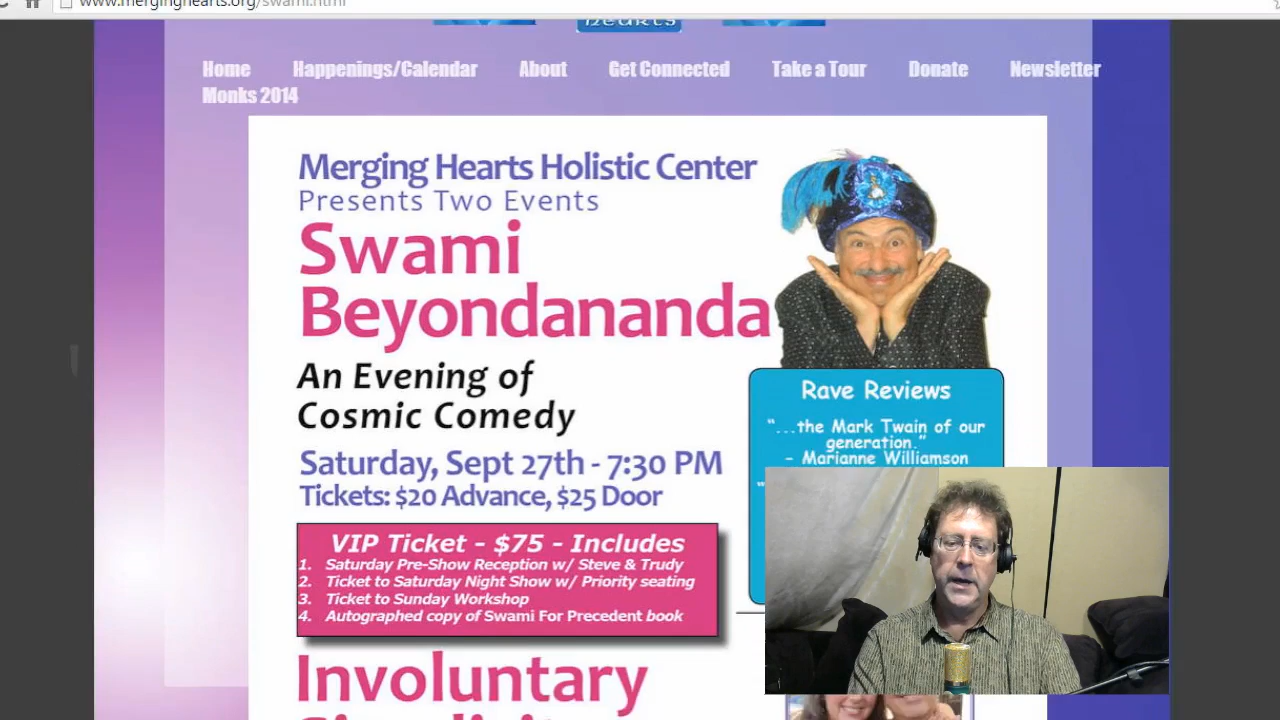 www.merginghearts.org/swami.html
Hearts
Home Happenings/Calendar About Get Connected Take a Tour Donate Newsletter
Monks 2014
Merging Hearts Holistic Center
Presents Two Events
Swami
Beyondananda
An Evening of
Cosmic Comedy
Saturday, Sept 27th - 7:30 PM
Tickets: $20 Advance, $25 Door
VIP Ticket - $75 - Includes
1. Saturday Pre-Show Reception w/ Steve & Trudy
2. Ticket to Saturday Night Show w/ Priority seating
3. Ticket to Sunday Workshop
4. Autographed copy of Swami For Precedent book
Rave Reviews
“...the Mark Twain of our
generation.”
- Marianne Williamson
Involuntary